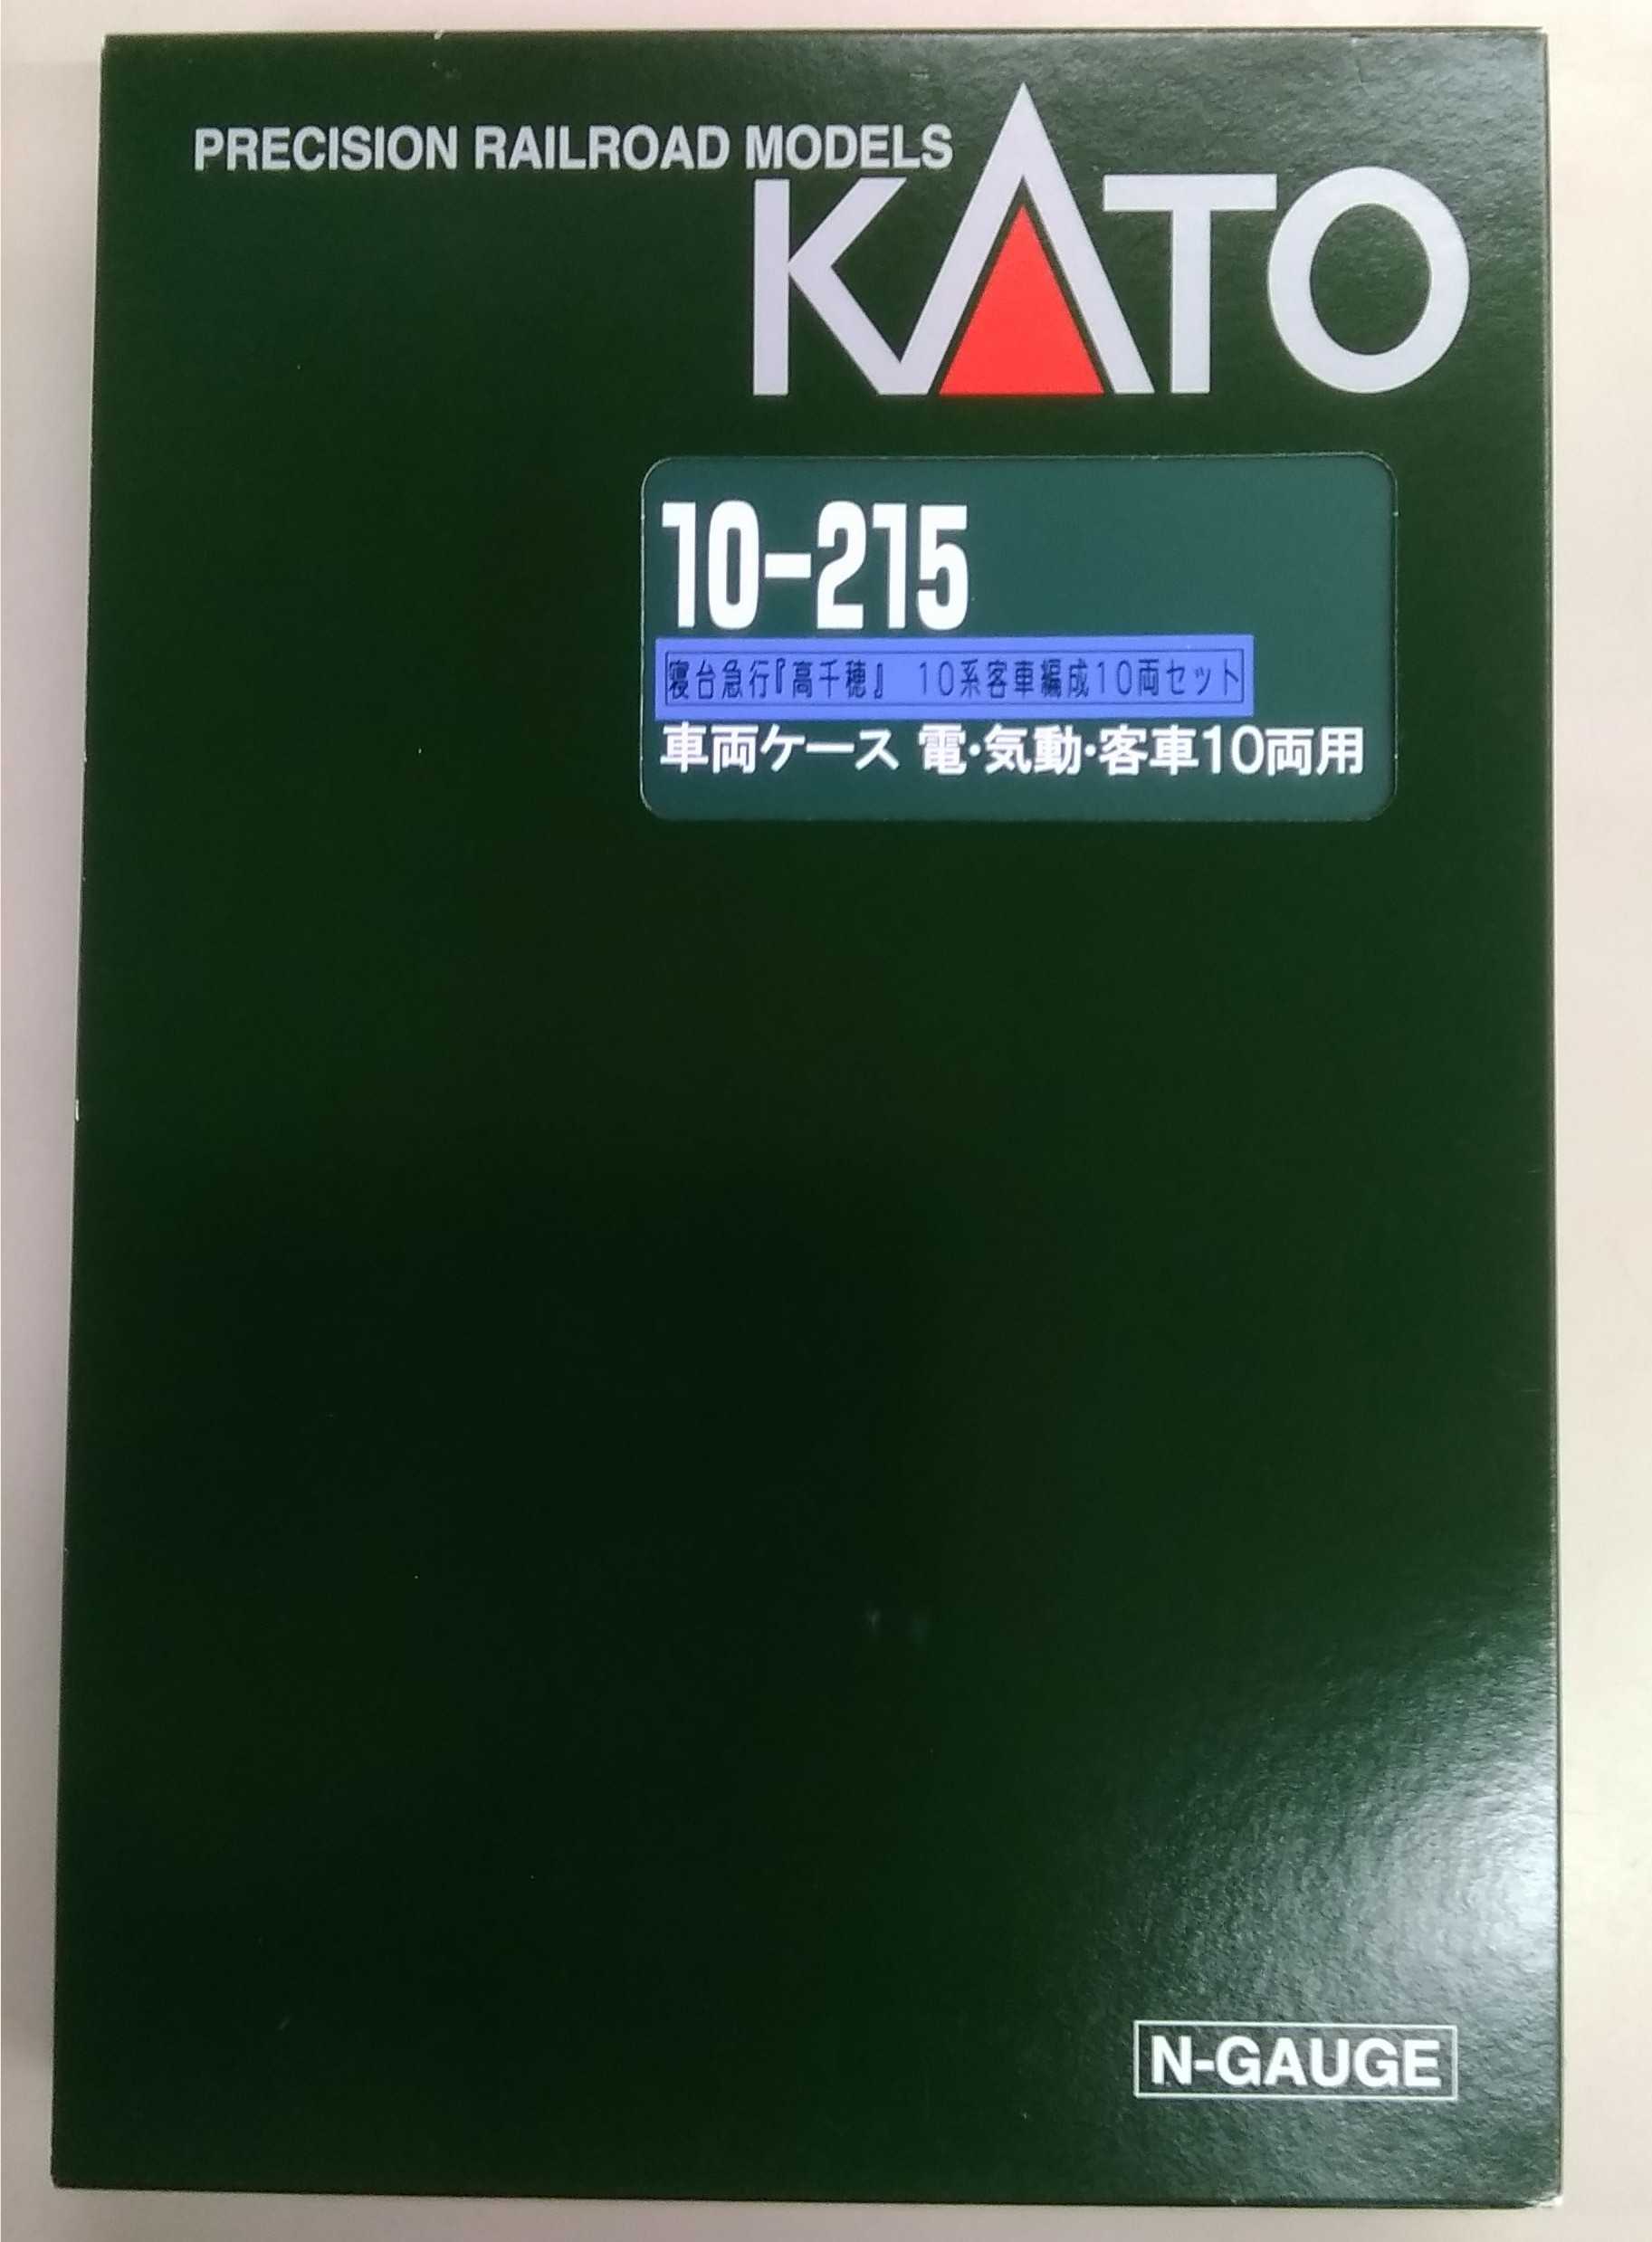 PRECISION RAILROAD MODELS
KATO
10-215
寝台急行『高千穂』 10系客車編成10両セット
車両ケース 電・気動・客車10両用
N-GAUGE